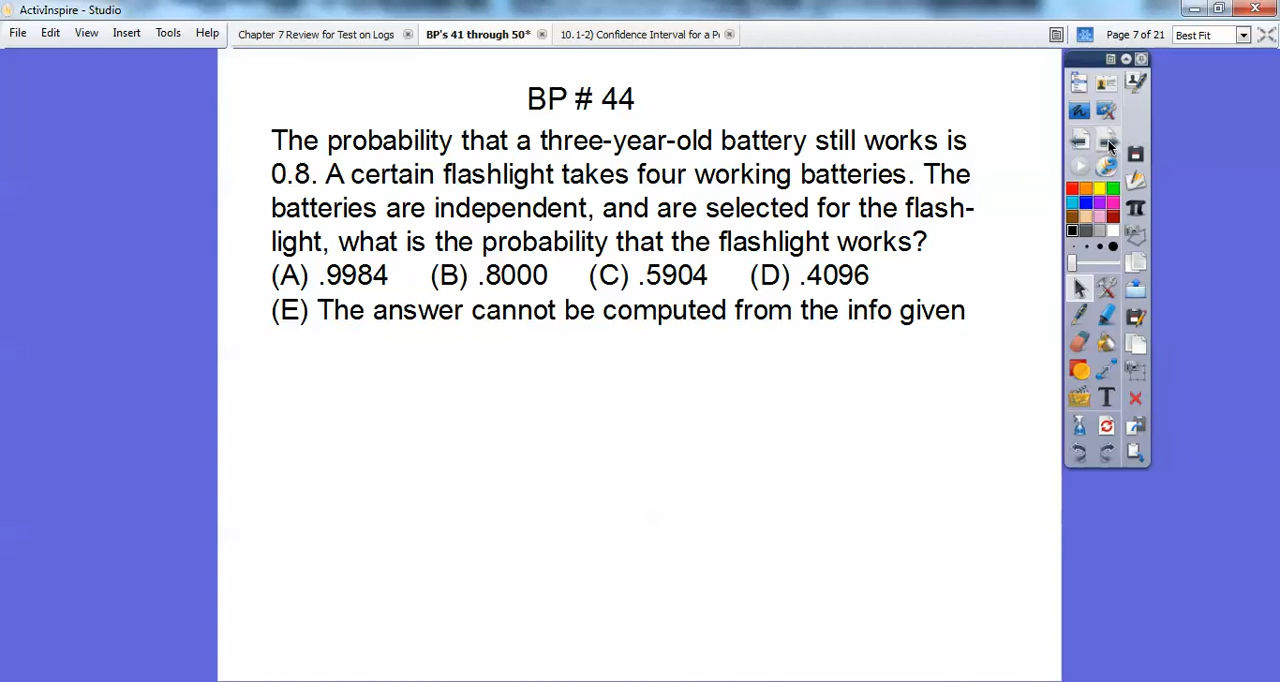 ActivInspire - Studio
File Edit View Insert Tools Help
Chapter 7 Review for Test on Logs
BP's 41 through 50*
10.1-2) Confidence Interval for a P
Page 7 of 21
Best Fit
BP # 44
The probability that a three-year-old battery still works is
0.8. A certain flashlight takes four working batteries. The
batteries are independent, and are selected for the flash-
light, what is the probability that the flashlight works?
(A) .9984 (B) .8000 (C) .5904 (D) .4096
(E) The answer cannot be computed from the info given